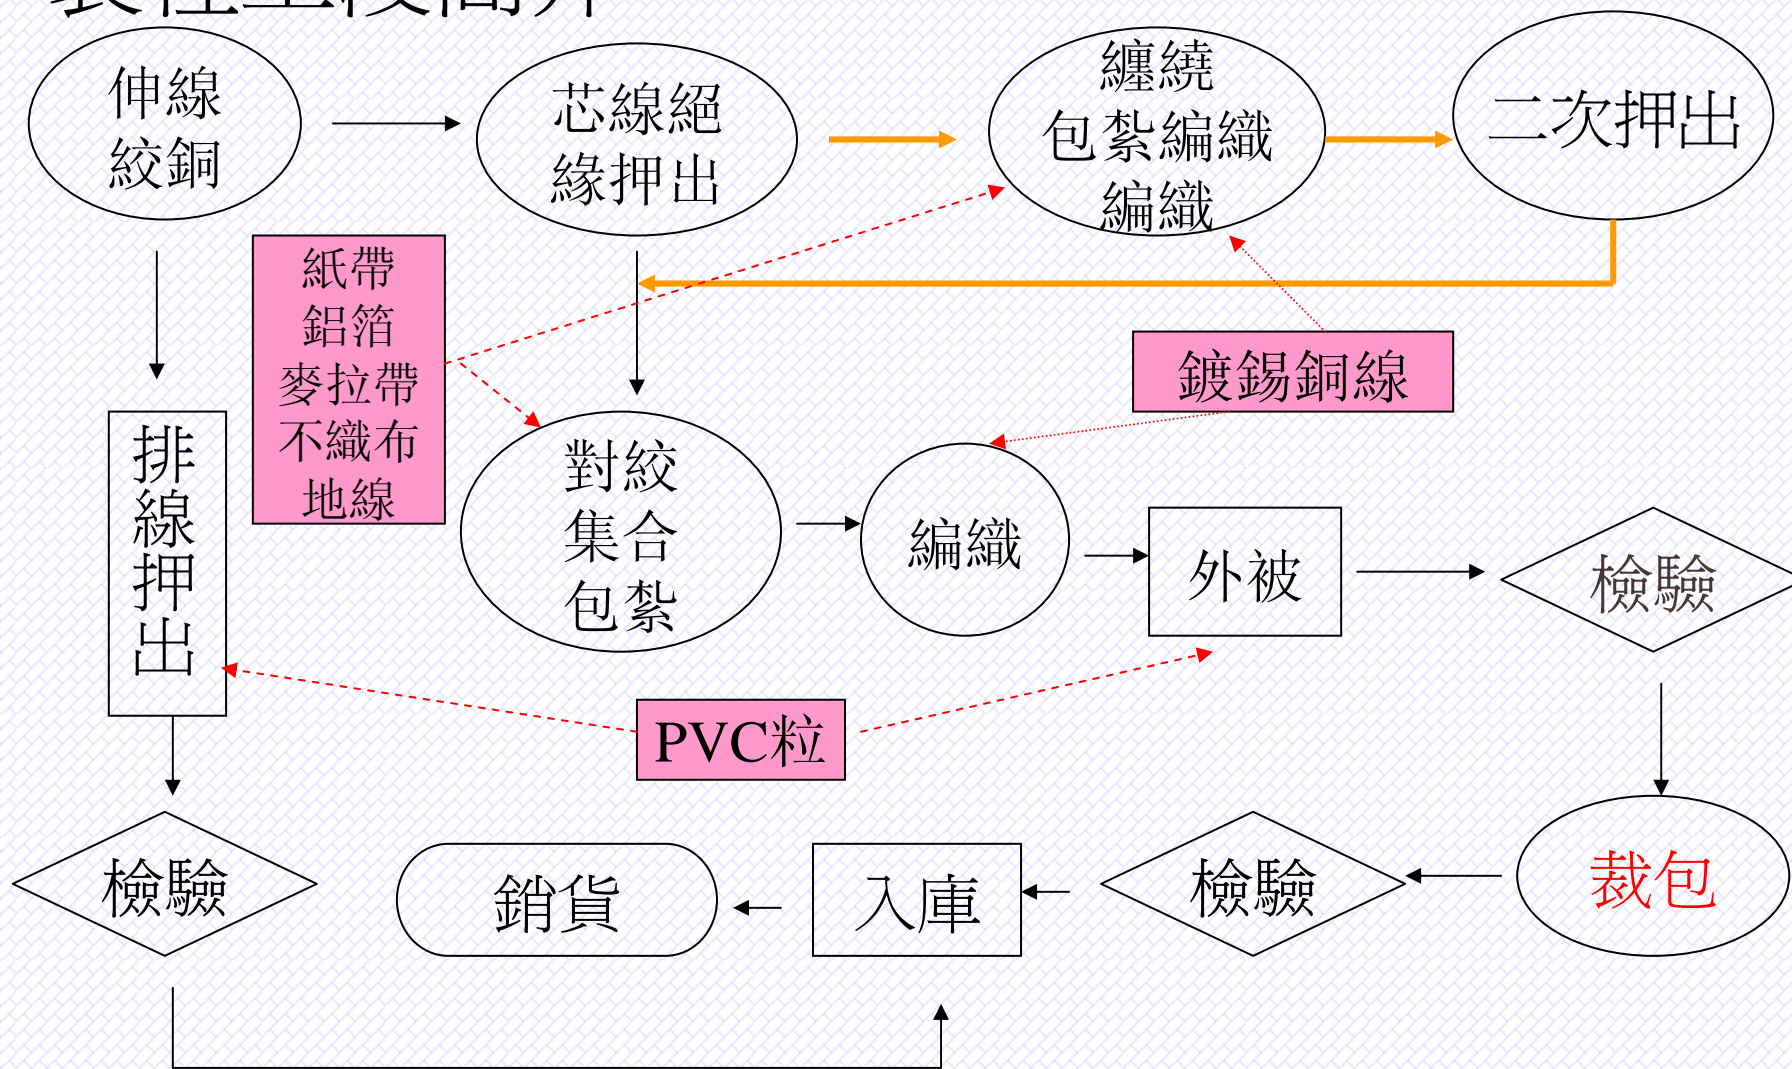 伸線
絞銅
芯線絕
緣押出
纏繞
包紮編織
編織
二次押出
紙帶
鋁箔
麥拉帶
不織布
地線
鍍錫銅線
排線押出
對絞
集合
包紮
編織
外被
檢驗
PVC粒
檢驗
銷貨
入庫
檢驗
裁包